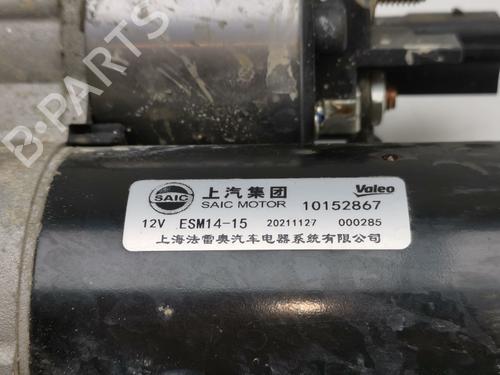 B-PARTS
SAIC 上汽集团 Valeo
SAIC MOTOR 10152867
12V ESM14-15 20211127 000285
上海法雷奥汽车电器系统有限公司